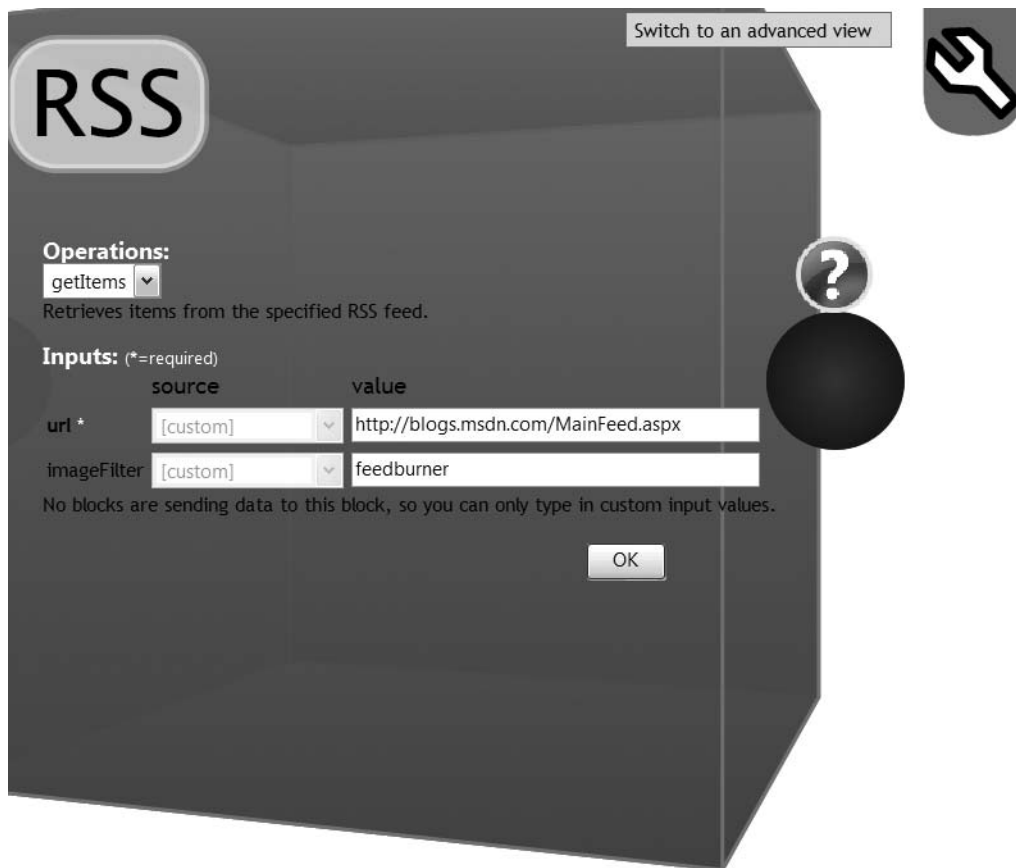 Switch to an advanced view
RSS
Operations:
getItems
?
Retrieves items from the specified RSS feed.
Inputs: (*=required)
source value
url * [custom] http://blogs.msdn.com/MainFeed.aspx
imageFilter [custom] feedburner
No blocks are sending data to this block, so you can only type in custom input values.
OK